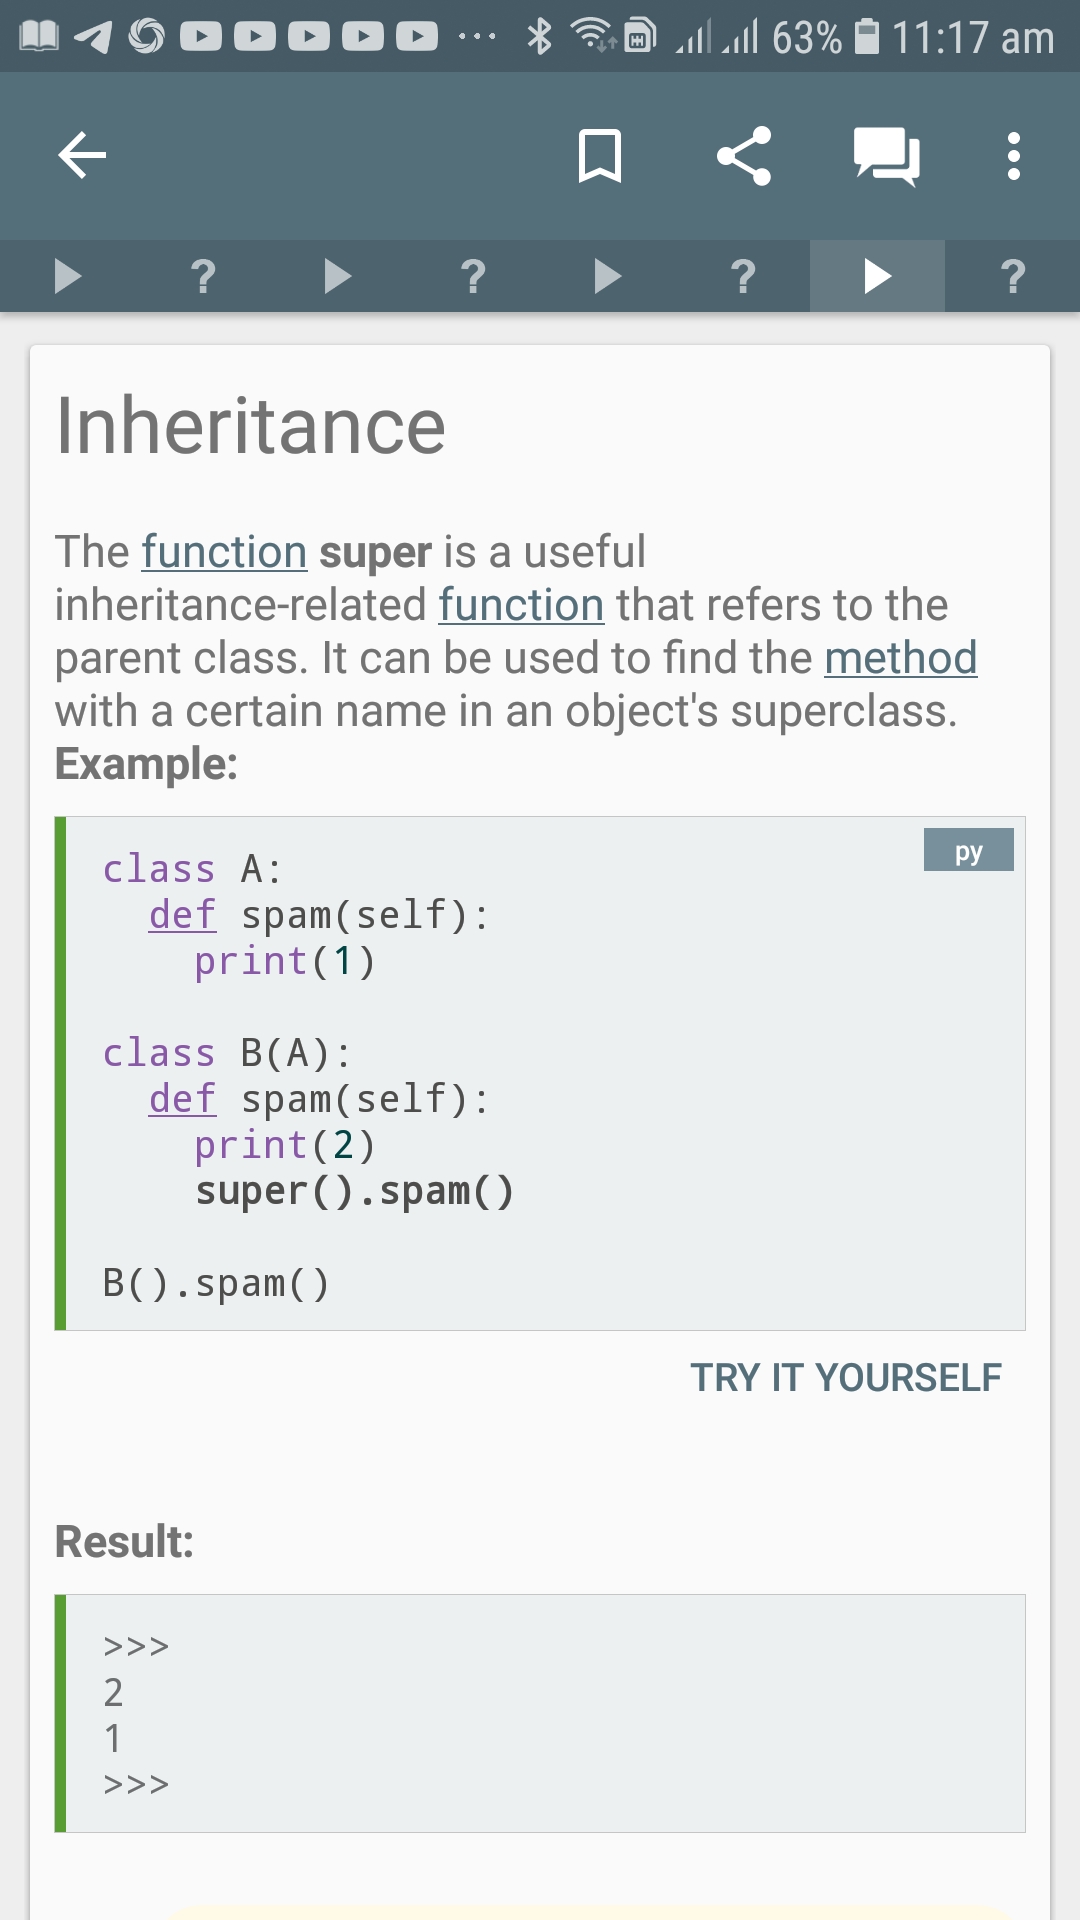 63% 11:17 am
? ? ? ?
Inheritance
The function super is a useful
inheritance-related function that refers to the
parent class. It can be used to find the method
with a certain name in an object's superclass.
Example:
py
class A:
  def spam(self):
    print(1)
class B(A):
  def spam(self):
    print(2)
    super().spam()
B().spam()
TRY IT YOURSELF
Result:
>>>
2
1
>>>